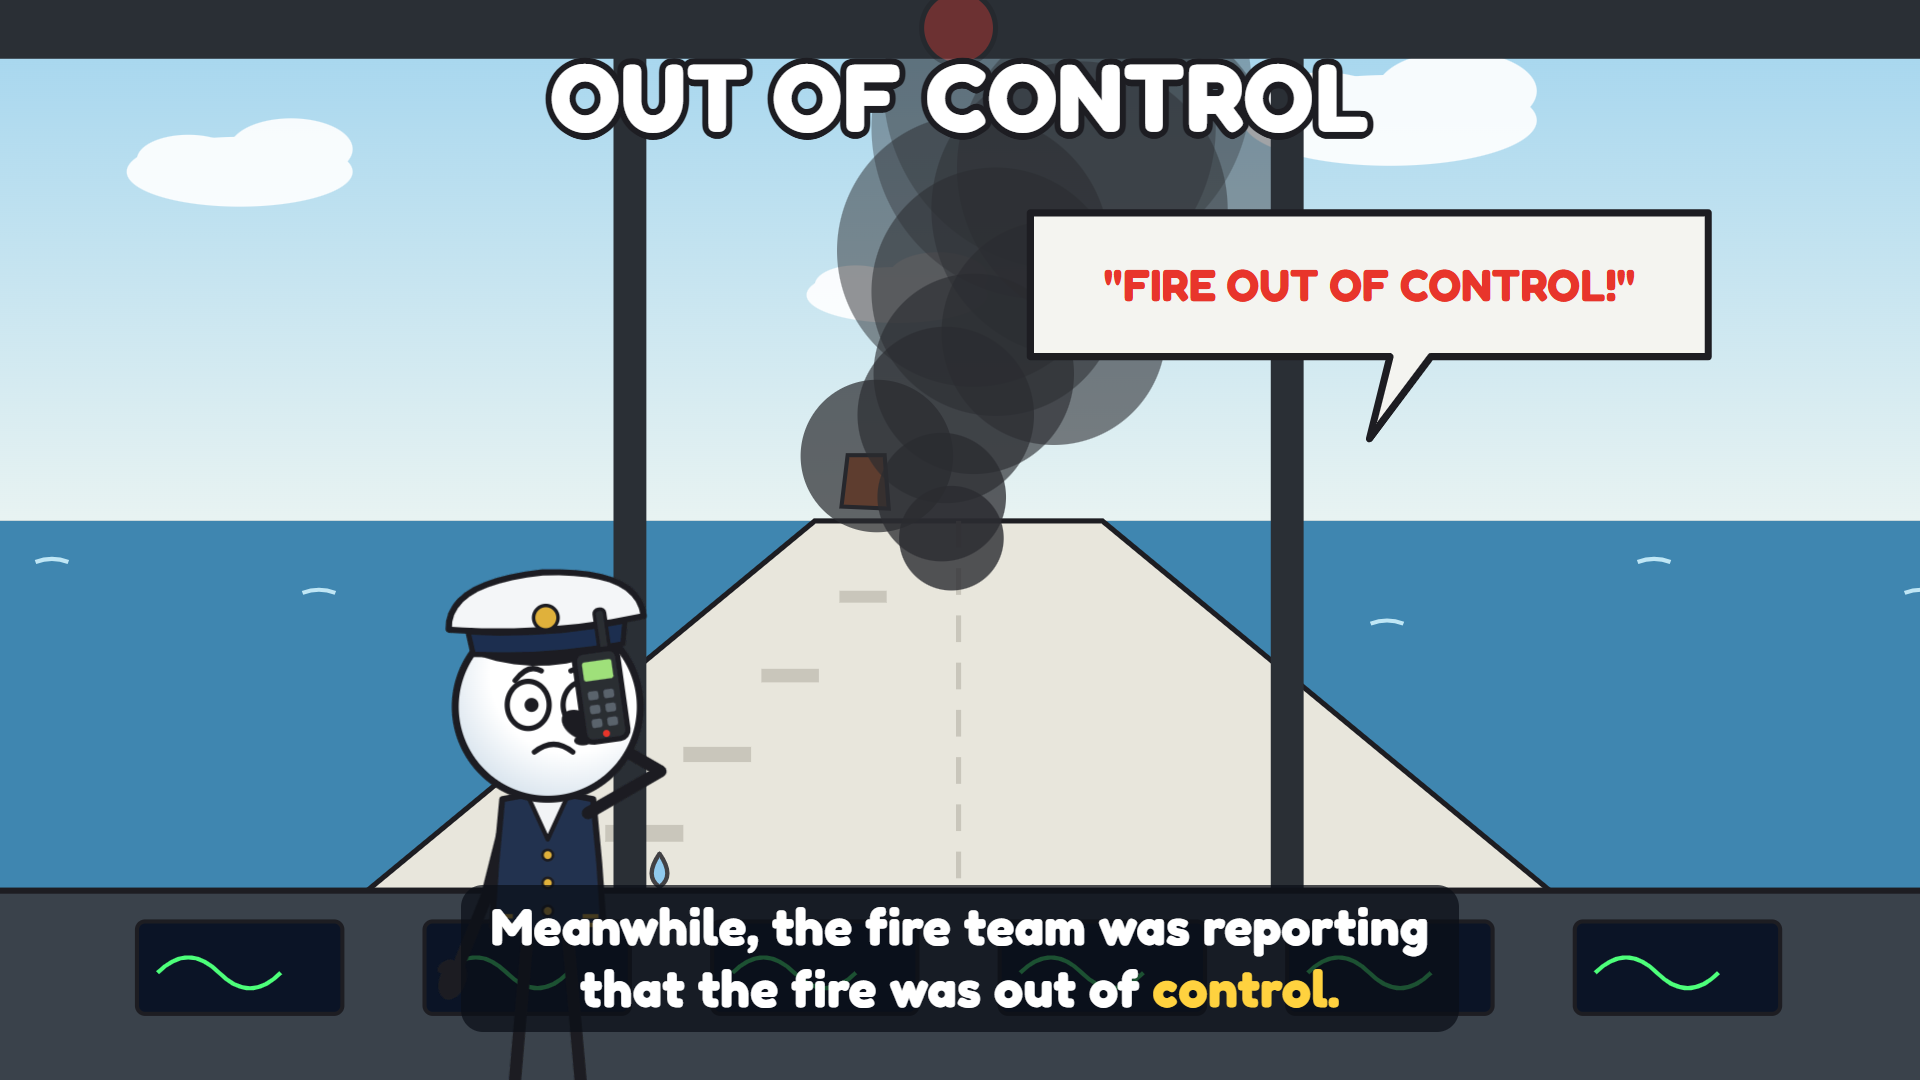 OUT OF CONTROL
"FIRE OUT OF CONTROL!"
Meanwhile, the fire team was reporting
that the fire was out of control.